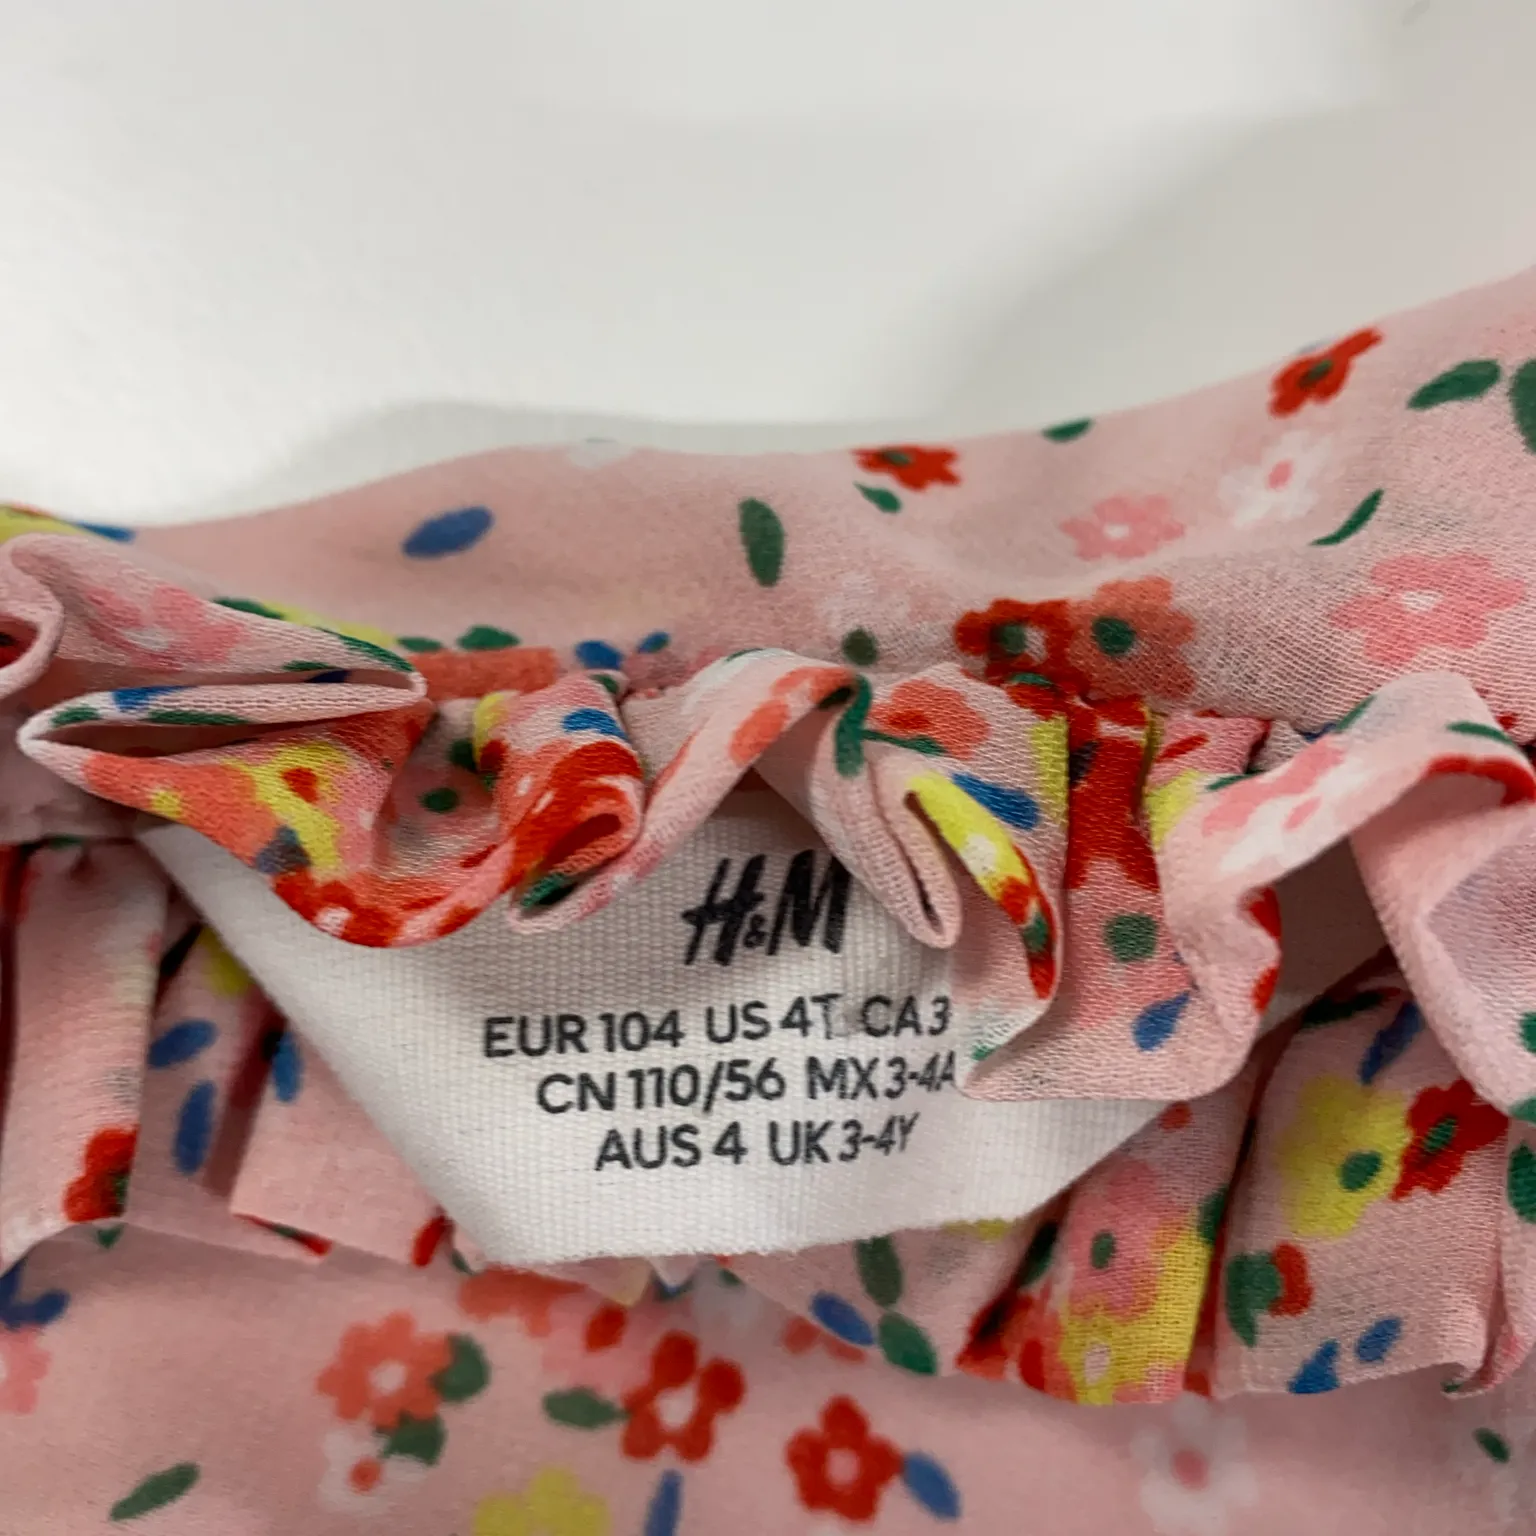 H&M
EUR 104 US 4T CA 3
CN 110/56 MX 3-4A
AUS 4 UK 3-4Y